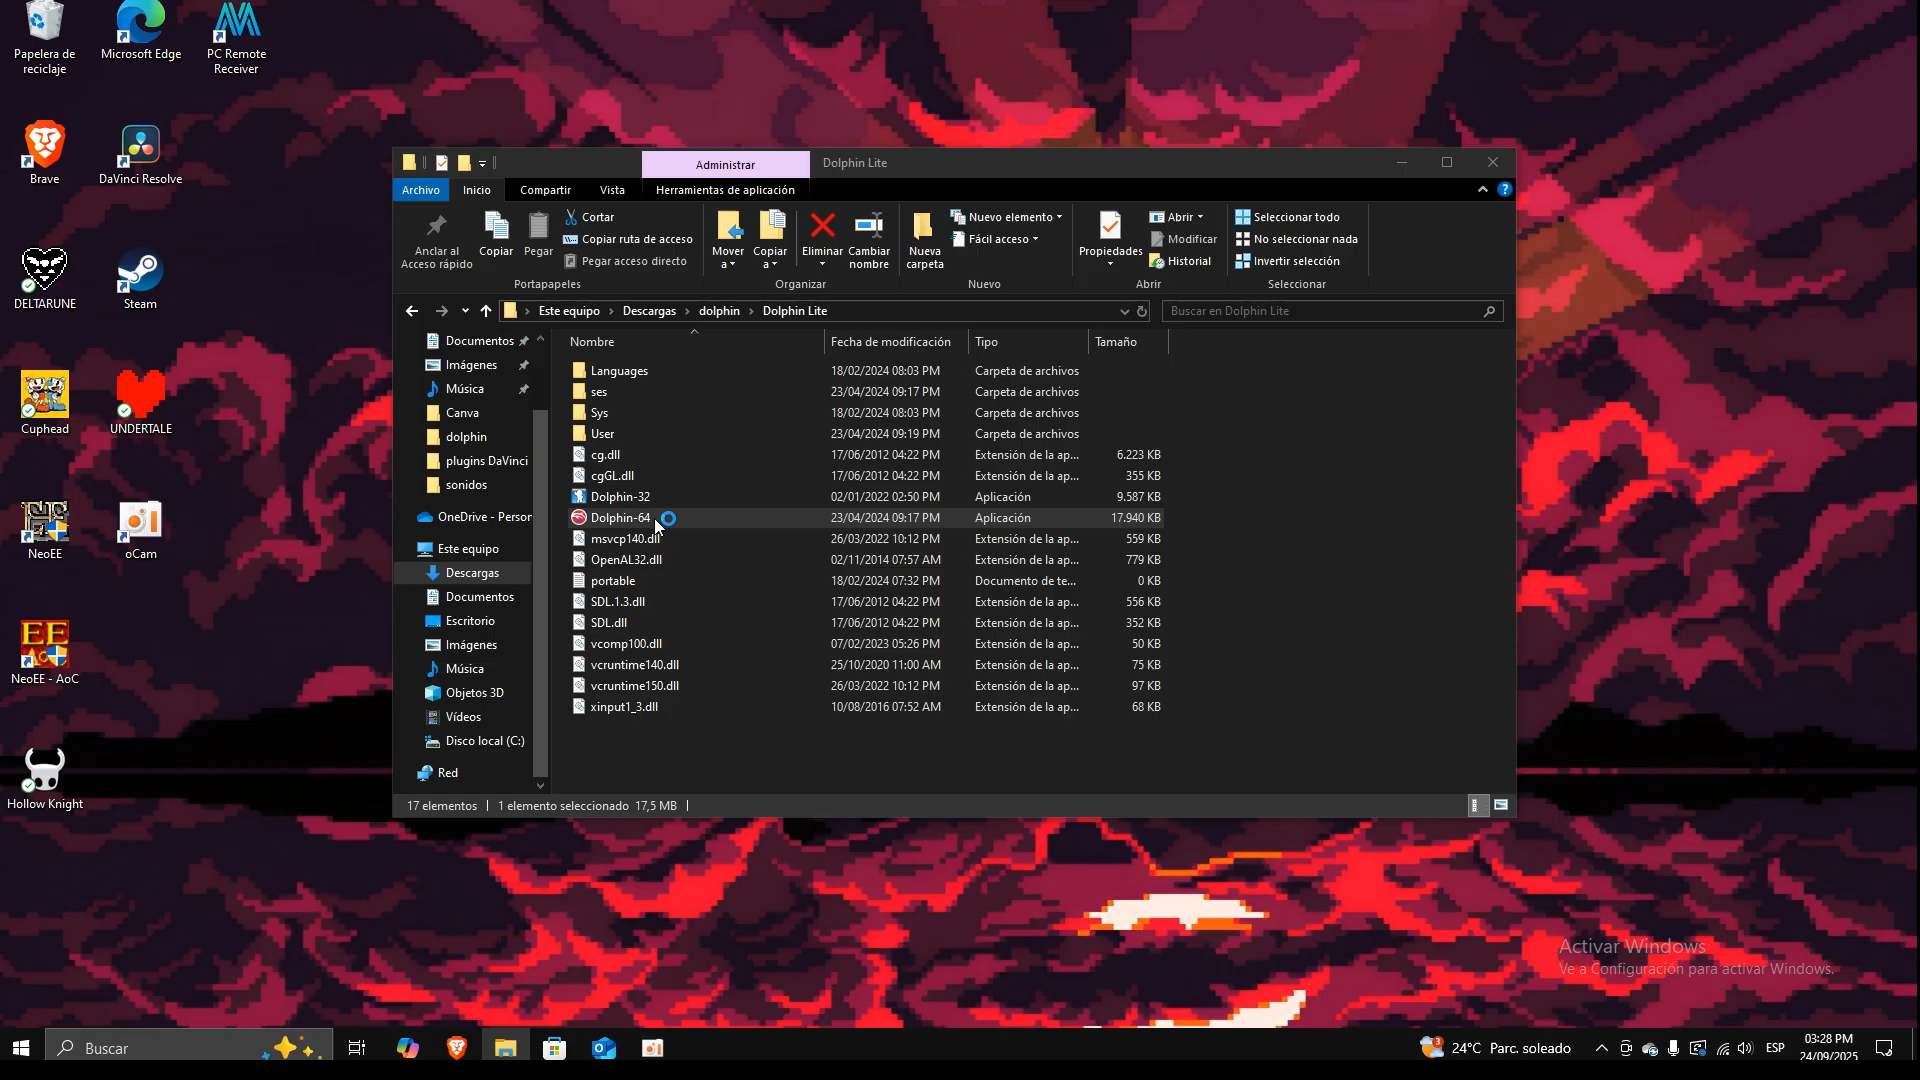 Papelera de
reciclaje
Microsoft Edge
PC Remote
Receiver
Brave
DaVinci Resolve
DELTARUNE
Steam
Cuphead
UNDERTALE
NeoEE
oCam
EE
AoC
NeoEE - AoC
Hollow Knight
Administrar
Dolphin Lite
Archivo
Inicio
Compartir
Vista
Herramientas de aplicación
Anclar al
Acceso rápido
Copiar
Pegar
Cortar
Copiar ruta de acceso
Pegar acceso directo
Portapapeles
Mover
a
Copiar
a
Eliminar
Cambiar
nombre
Organizar
Nueva
carpeta
Nuevo elemento
Fácil acceso
Nuevo
Propiedades
Abrir
Modificar
Historial
Abrir
Seleccionar todo
No seleccionar nada
Invertir selección
Seleccionar
Este equipo > Descargas > dolphin > Dolphin Lite
Buscar en Dolphin Lite
Documentos
Imágenes
Música
Canva
dolphin
plugins DaVinci
sonidos
OneDrive - Person
Este equipo
Descargas
Documentos
Escritorio
Imágenes
Música
Objetos 3D
Vídeos
Disco local (C:)
Red
Nombre Fecha de modificación Tipo Tamaño
Languages 18/02/2024 08:03 PM Carpeta de archivos
ses 23/04/2024 09:17 PM Carpeta de archivos
Sys 18/02/2024 08:03 PM Carpeta de archivos
User 23/04/2024 09:19 PM Carpeta de archivos
cg.dll 17/06/2012 04:22 PM Extensión de la ap... 6.223 KB
cgGL.dll 17/06/2012 04:22 PM Extensión de la ap... 355 KB
Dolphin-32 02/01/2022 02:50 PM Aplicación 9.587 KB
Dolphin-64 23/04/2024 09:17 PM Aplicación 17.940 KB
msvcp140.dll 26/03/2022 10:12 PM Extensión de la ap... 559 KB
OpenAL32.dll 02/11/2014 07:57 AM Extensión de la ap... 779 KB
portable 18/02/2024 07:32 PM Documento de te... 0 KB
SDL.1.3.dll 17/06/2012 04:22 PM Extensión de la ap... 556 KB
SDL.dll 17/06/2012 04:22 PM Extensión de la ap... 352 KB
vcomp100.dll 07/02/2023 05:26 PM Extensión de la ap... 50 KB
vcruntime140.dll 25/10/2020 11:00 AM Extensión de la ap... 75 KB
vcruntime150.dll 26/03/2022 10:12 PM Extensión de la ap... 97 KB
xinput1_3.dll 10/08/2016 07:52 AM Extensión de la ap... 68 KB
17 elementos
1 elemento seleccionado 17,5 MB
Activar Windows
Ve a Configuración para activar Windows.
Buscar
3
24°C Parc. soleado
ESP
03:28 PM
24/09/2025